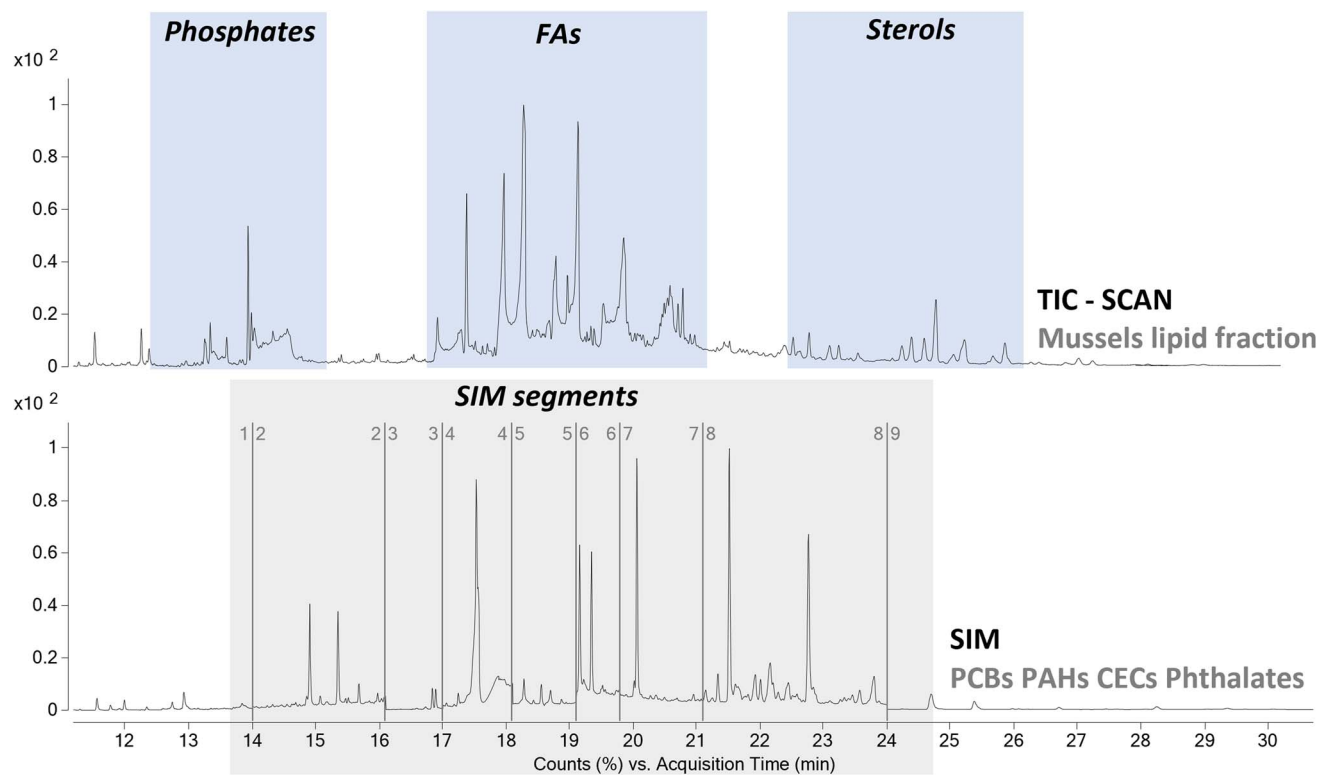 Phosphates FAs Sterols
x10 2
1
0.8
0.6
0.4
0.2
0
TIC - SCAN
Mussels lipid fraction
SIM segments
x10 2
1 2 2 3 3 4 4 5 5 6 6 7 7 8 8 9
1
0.8
0.6
0.4
0.2
0
SIM
PCBs PAHs CECs Phthalates
12 13 14 15 16 17 18 19 20 21 22 23 24 25 26 27 28 29 30
Counts (%) vs. Acquisition Time (min)